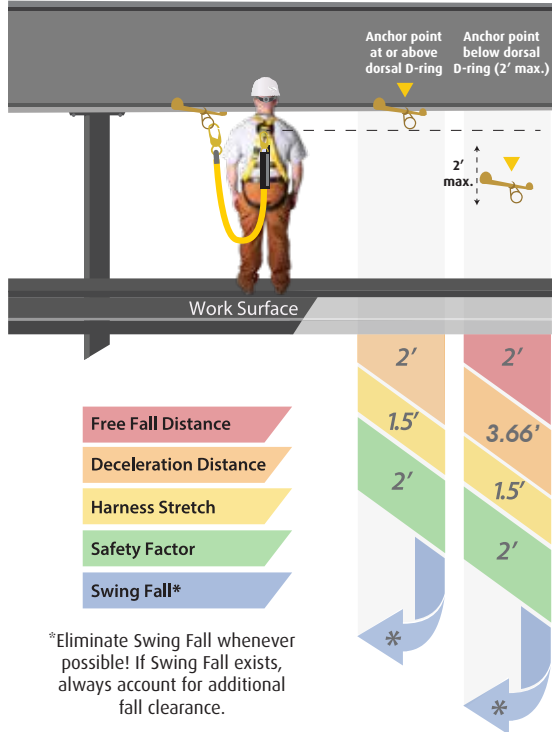 Anchor point
at or above
dorsal D-ring
Anchor point
below dorsal
D-ring (2' max.)
2'
max.
Work Surface
2'
1.5'
2'
2'
3.66'
1.5'
2'
Free Fall Distance
Deceleration Distance
Harness Stretch
Safety Factor
Swing Fall*
*
*
*Eliminate Swing Fall whenever
possible! If Swing Fall exists,
always account for additional
fall clearance.